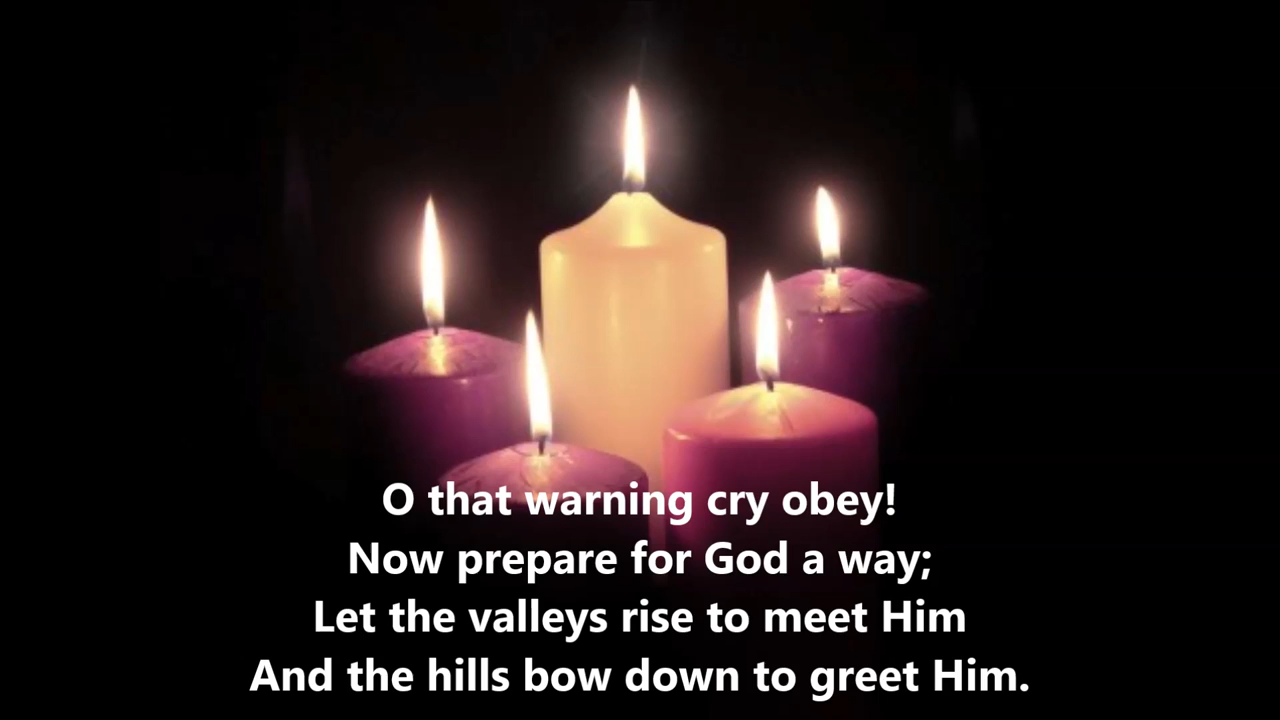 O that warning cry obey!
Now prepare for God a way;
Let the valleys rise to meet Him
And the hills bow down to greet Him.